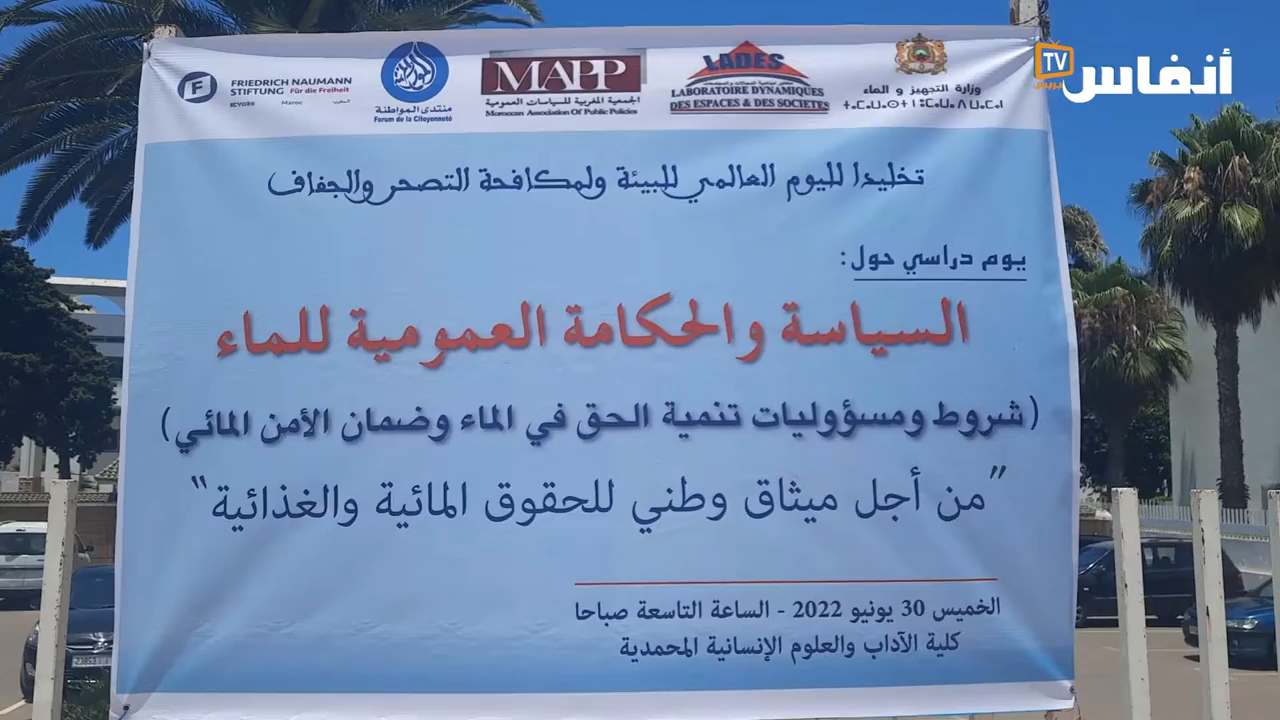 أنفاس
بريس
TV
FRIEDRICH NAUMANN
STIFTUNG Für die Freiheit
Maroc المغرب
منتدى المواطنة
Forum de la Citoyenneté
MAPP
الجمعية المغربية للسياسات العمومية
Moroccan Association Of Public Policies
LADES
LABORATOIRE DYNAMIQUES
DES ESPACES & DES SOCIETES
وزارة التجهيز و الماء
تخليدا لليوم العالمي للبيئة ولمكافحة التصحر والجفاف
يوم دراسي حول:
السياسة والحكامة العمومية للماء
(شروط ومسؤوليات تنمية الحق في الماء وضمان الأمن المائي)
"من أجل ميثاق وطني للحقوق المائية والغذائية"
الخميس 30 يونيو 2022 - الساعة التاسعة صباحا
كلية الآداب والعلوم الإنسانية المحمدية